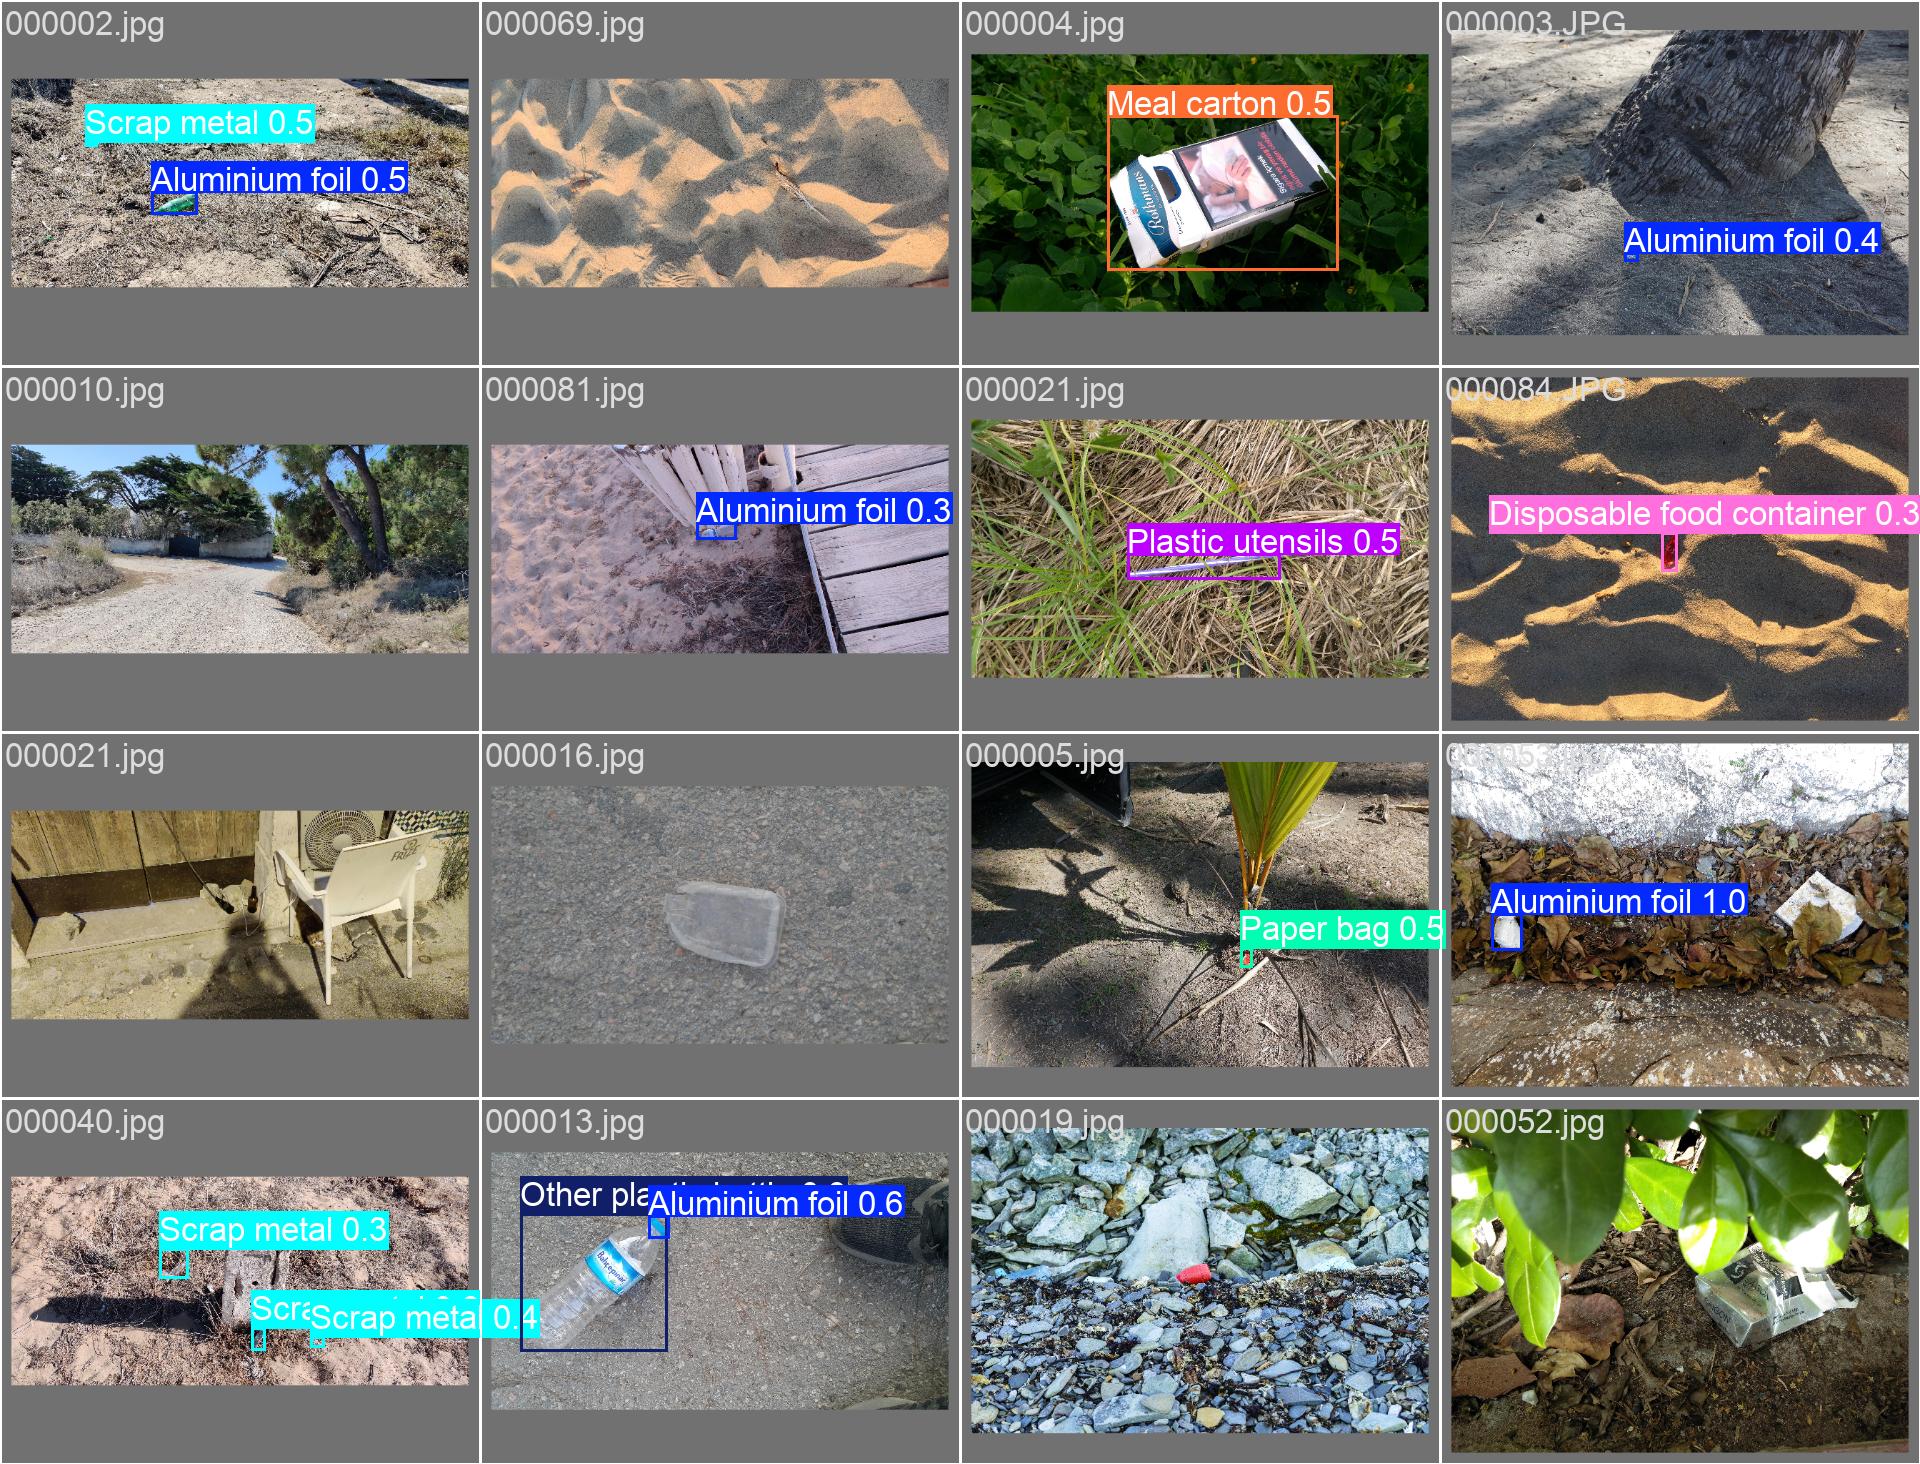 000002.jpg
000069.jpg
000004.jpg
000003.JPG
Scrap metal 0.5
Aluminium foil 0.5
Meal carton 0.5
Rothmans
Aluminium foil 0.4
000010.jpg
000081.jpg
000021.jpg
000084.JPG
Aluminium foil 0.3
Plastic utensils 0.5
Disposable food container 0.3
000021.jpg
000016.jpg
000005.jpg
Paper bag 0.5
Aluminium foil 1.0
000040.jpg
000013.jpg
000019.jpg
000052.jpg
Scrap metal 0.3
Scrap metal 0.4
Other plastic bottle
Aluminium foil 0.6